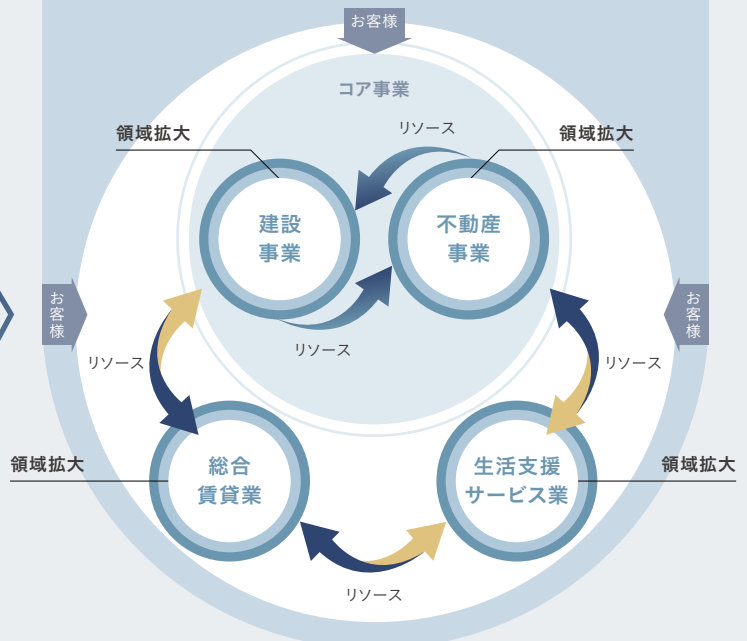 お客様
コア事業
リソース
領域拡大
領域拡大
建設
事業
不動産
事業
お客様
お客様
リソース
リソース
リソース
領域拡大
総合
賃貸業
生活支援
サービス業
領域拡大
リソース